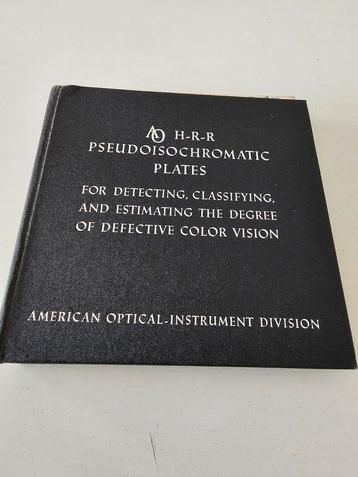 AO H-R-R
PSEUDOISOCHROMATIC
PLATES
FOR DETECTING, CLASSIFYING,
AND ESTIMATING THE DEGREE
OF DEFECTIVE COLOR VISION
AMERICAN OPTICAL-INSTRUMENT DIVISION